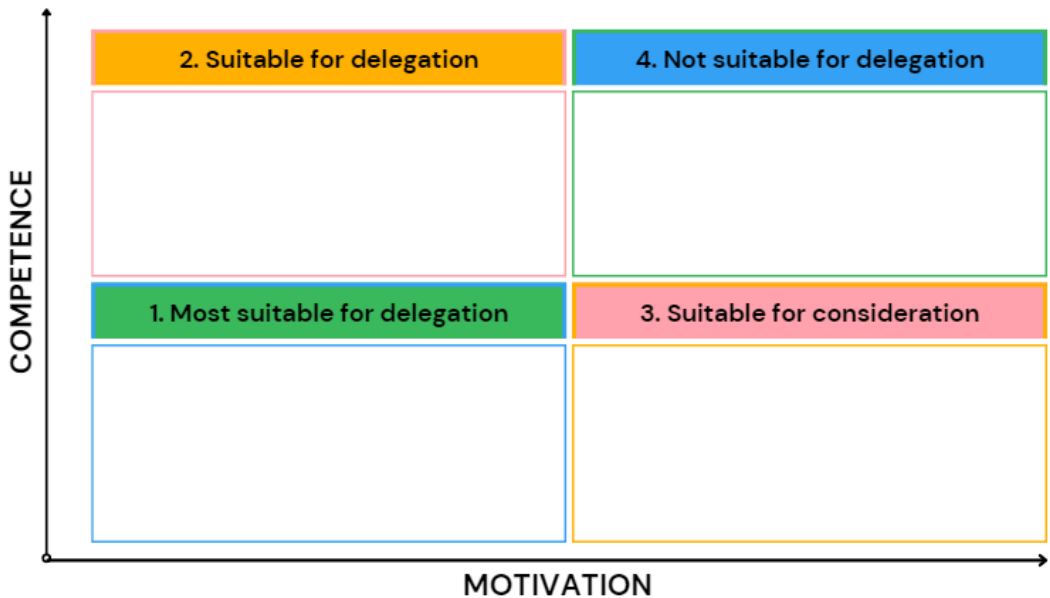 2. Suitable for delegation
4. Not suitable for delegation
COMPETENCE
1. Most suitable for delegation
3. Suitable for consideration
MOTIVATION